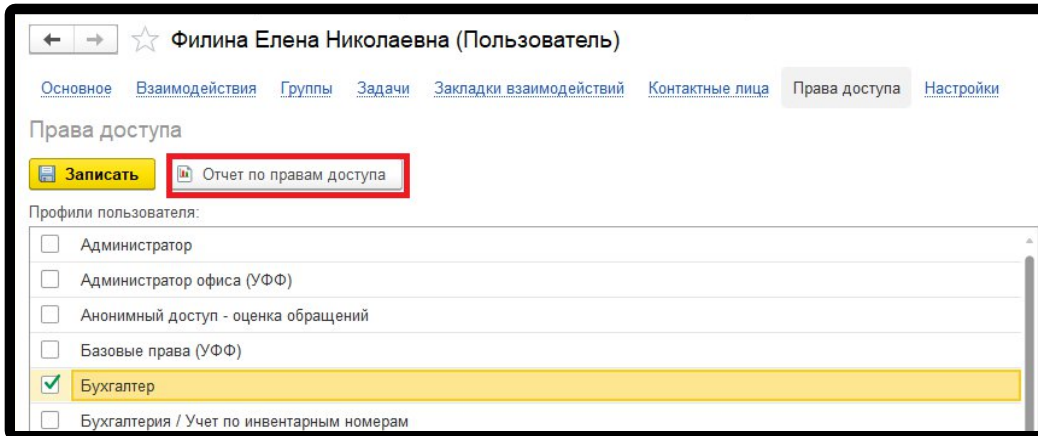 Филина Елена Николаевна (Пользователь)
Основное Взаимодействия Группы Задачи Закладки взаимодействий Контактные лица Права доступа Настройки
Права доступа
Записать Отчет по правам доступа
Профили пользователя:
Администратор
Администратор офиса (УФФ)
Анонимный доступ - оценка обращений
Базовые права (УФФ)
Бухгалтер
Бухгалтерия / Учет по инвентарным номерам